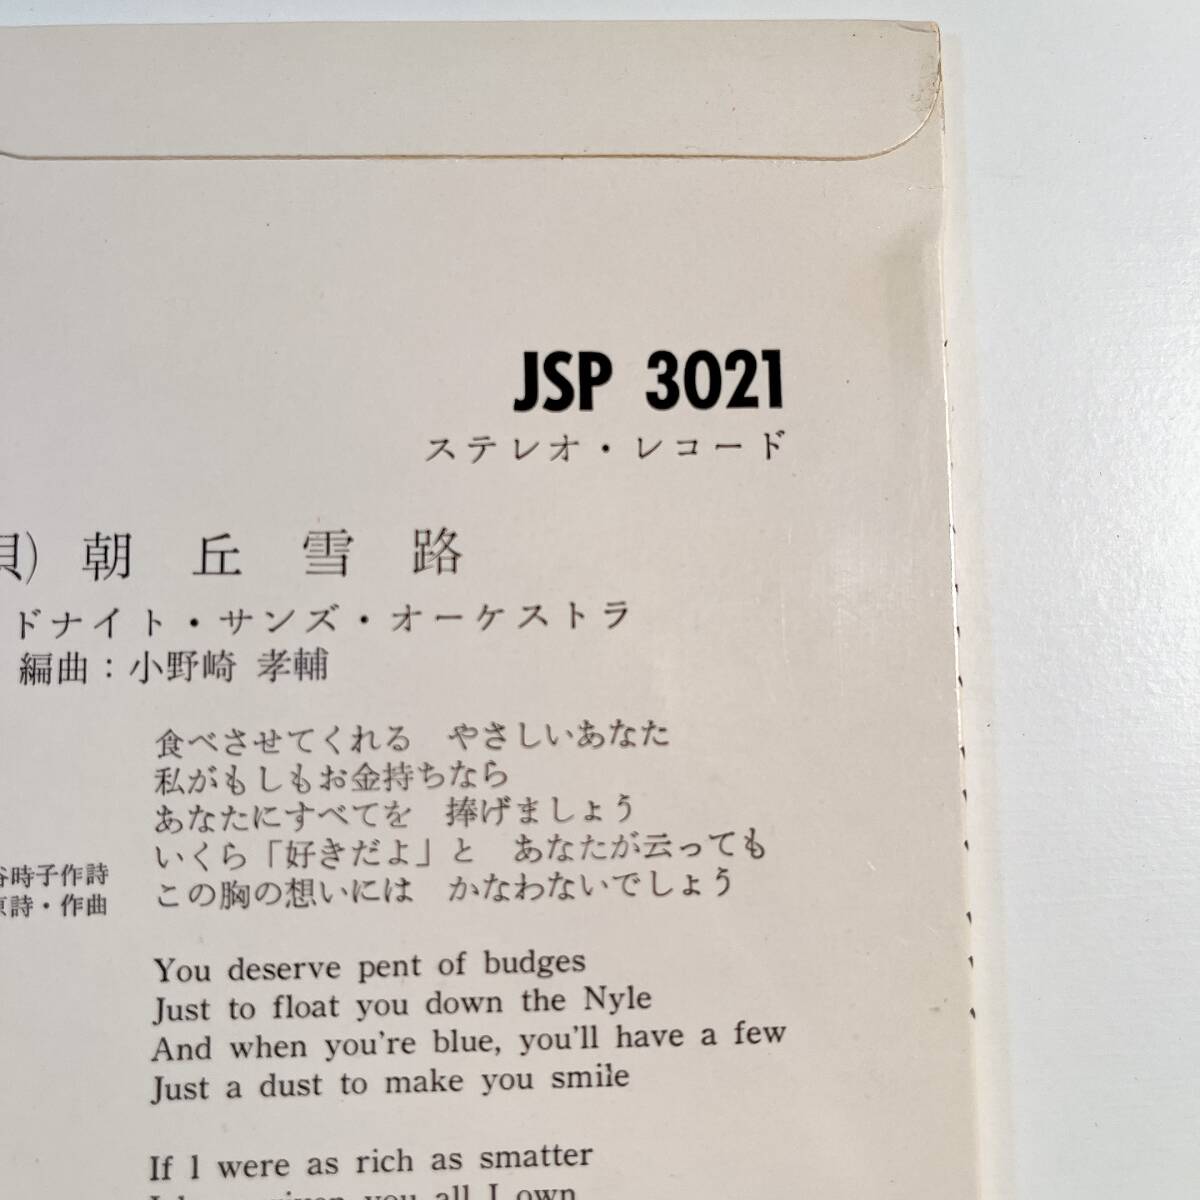 JSP 3021
ステレオ・レコード
唄) 朝 丘 雪 路
ドナイト・サンズ・オーケストラ
編曲：小野崎 孝輔
食べさせてくれる　やさしいあなた
私がもしもお金持ちなら
あなたにすべてを　捧げましょう
いくら「好きだよ」と　あなたが云っても
この胸の想いには　かなわないでしょう
谷時子作詩
原詩・作曲
You deserve pent of budges
Just to float you down the Nyle
And when you're blue, you'll have a few
Just a dust to make you smile
If l were as rich as smatter
you all I own